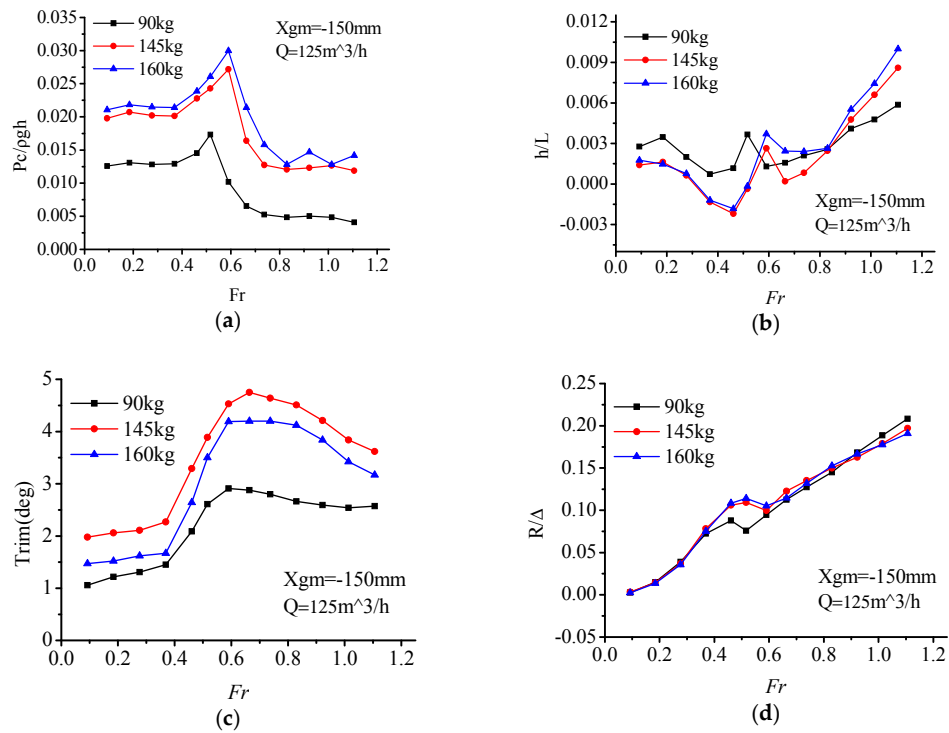 0.035
0.030
0.025
0.020
0.015
0.010
0.005
0.000
Pc/ρgh
90kg
145kg
160kg
Xgm=-150mm
Q=125m^3/h
0.0 0.2 0.4 0.6 0.8 1.0 1.2
Fr
(a)
0.012
0.009
0.006
0.003
0.000
-0.003
h/L
90kg
145kg
160kg
Xgm=-150mm
Q=125m^3/h
0.0 0.2 0.4 0.6 0.8 1.0 1.2
Fr
(b)
5
4
3
2
1
0
Trim(deg)
90kg
145kg
160kg
Xgm=-150mm
Q=125m^3/h
0.0 0.2 0.4 0.6 0.8 1.0 1.2
Fr
(c)
0.25
0.20
0.15
0.10
0.05
0.00
-0.05
R/Δ
90kg
145kg
160kg
Xgm=-150mm
Q=125m^3/h
0.0 0.2 0.4 0.6 0.8 1.0 1.2
Fr
(d)